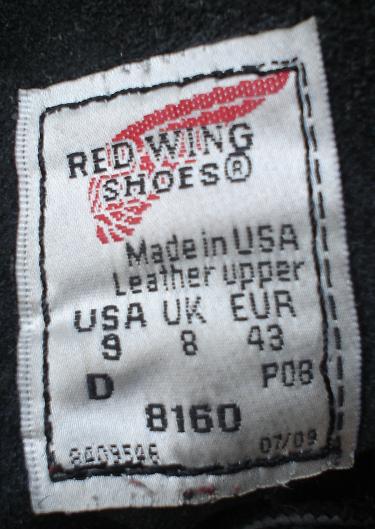 RED WING
SHOES®
Made in USA
Leather upper
USA UK EUR
9 8 43
D P08
8160
07/09